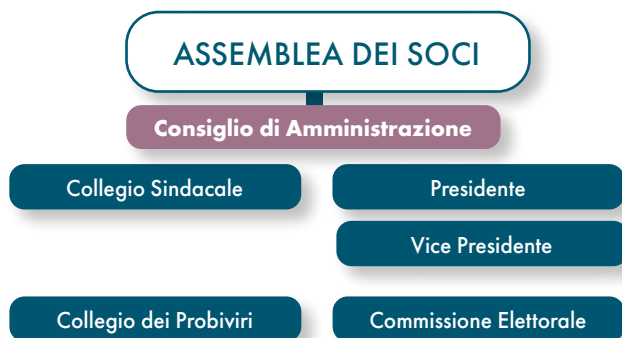 ASSEMBLEA DEI SOCI
Consiglio di Amministrazione
Collegio Sindacale
Presidente
Vice Presidente
Collegio dei Probiviri
Commissione Elettorale